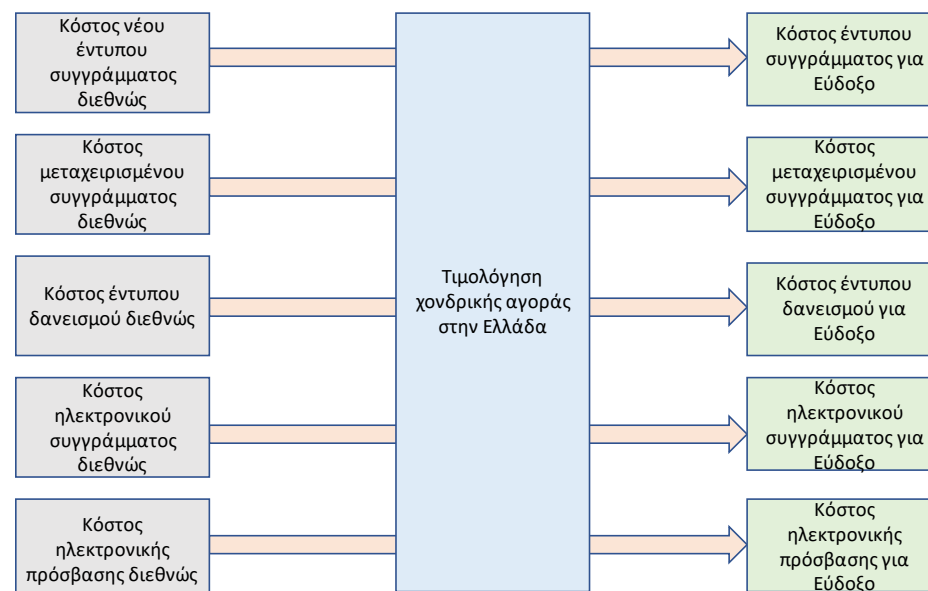 Κόστος νέου
έντυπου
συγγράμματος
διεθνώς
Κόστος έντυπου
συγγράμματος για
Εύδοξο
Κόστος
μεταχειρισμένου
συγγράμματος
διεθνώς
Κόστος
μεταχειρισμένου
συγγράμματος για
Εύδοξο
Κόστος έντυπου
δανεισμού διεθνώς
Τιμολόγηση
χονδρικής αγοράς
στην Ελλάδα
Κόστος έντυπου
δανεισμού για
Εύδοξο
Κόστος
ηλεκτρονικού
συγγράμματος
διεθνώς
Κόστος
ηλεκτρονικού
συγγράμματος για
Εύδοξο
Κόστος
ηλεκτρονικής
πρόσβασης διεθνώς
Κόστος
ηλεκτρονικής
πρόσβασης για
Εύδοξο